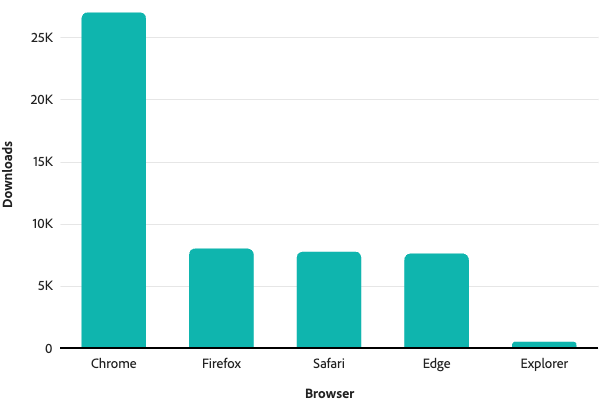 25K
20K
15K
10K
5K
0
Downloads
Chrome
Firefox
Safari
Edge
Explorer
Browser